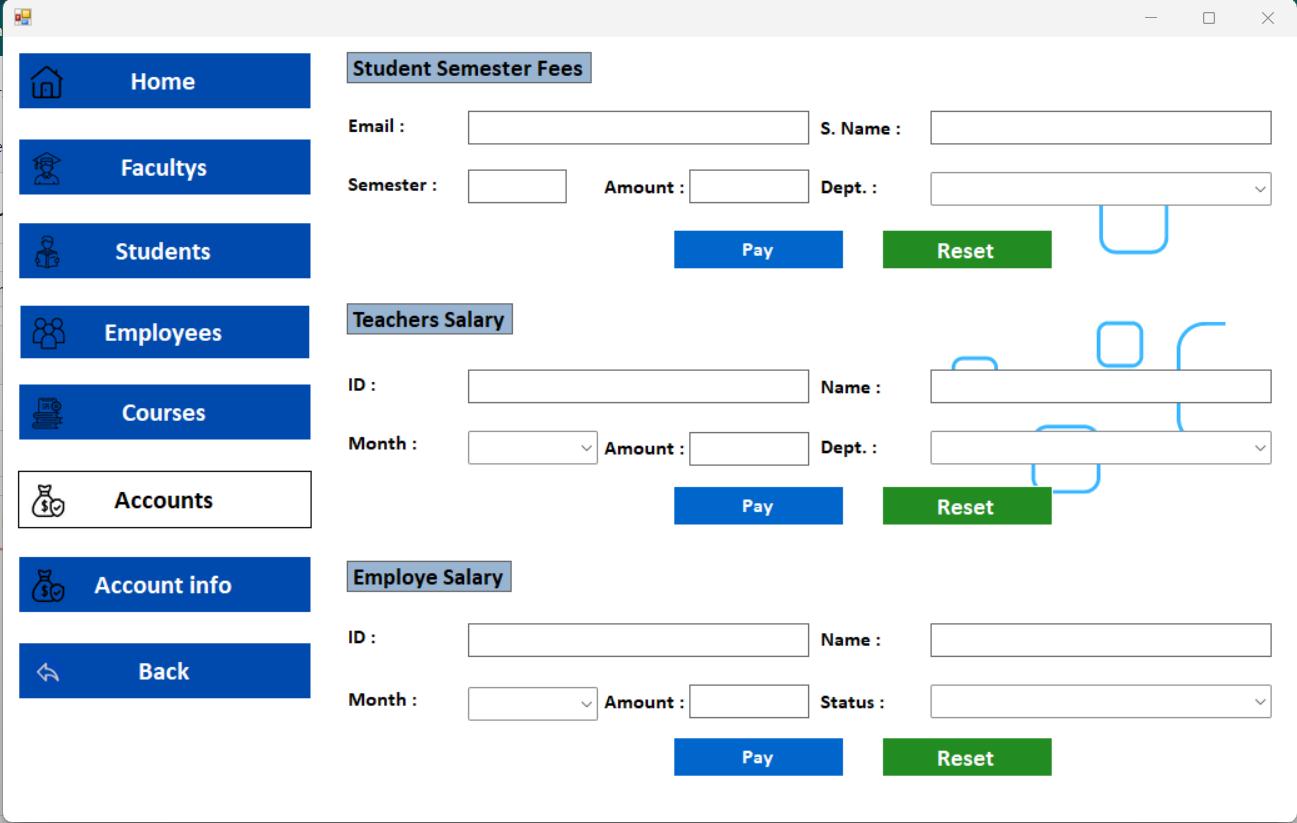 Home
Facultys
Students
Employees
Courses
Accounts
Account info
Back
Student Semester Fees
Email :
S. Name :
Semester :
Amount :
Dept. :
Pay
Reset
Teachers Salary
ID :
Name :
Month :
Amount :
Dept. :
Pay
Reset
Employe Salary
ID :
Name :
Month :
Amount :
Status :
Pay
Reset